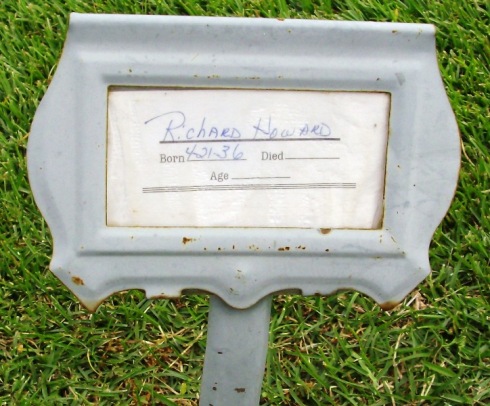 Richard Howard
Born 4-21-36 Died
Age